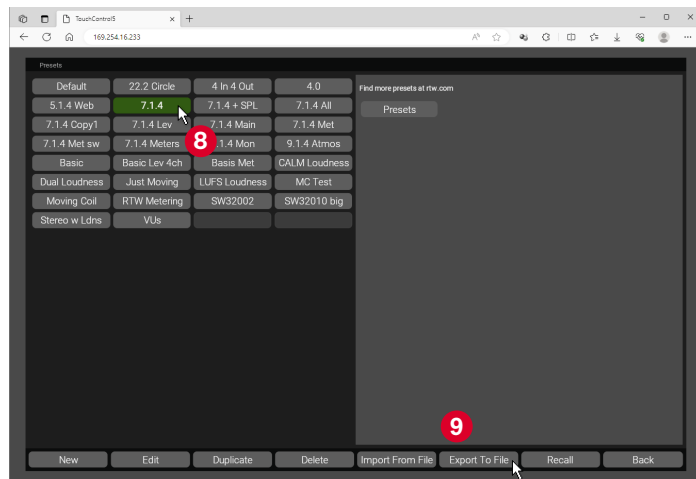 TouchControl5
169.254.16.233
Presets
Default 22.2 Circle 4 In 4 Out 4.0
5.1.4 Web 7.1.4 7.1.4 + SPL 7.1.4 All
7.1.4 Copy1 7.1.4 Lev 7.1.4 Main 7.1.4 Met
7.1.4 Met sw 7.1.4 Meters 8 7.1.4 Mon 9.1.4 Atmos
Basic Basic Lev 4ch Basis Met CALM Loudness
Dual Loudness Just Moving LUFS Loudness MC Test
Moving Coil RTW Metering SW32002 SW32010 big
Stereo w Ldns VUs
Find more presets at rtw.com
Presets
9
New Edit Duplicate Delete Import From File Export To File Recall Back